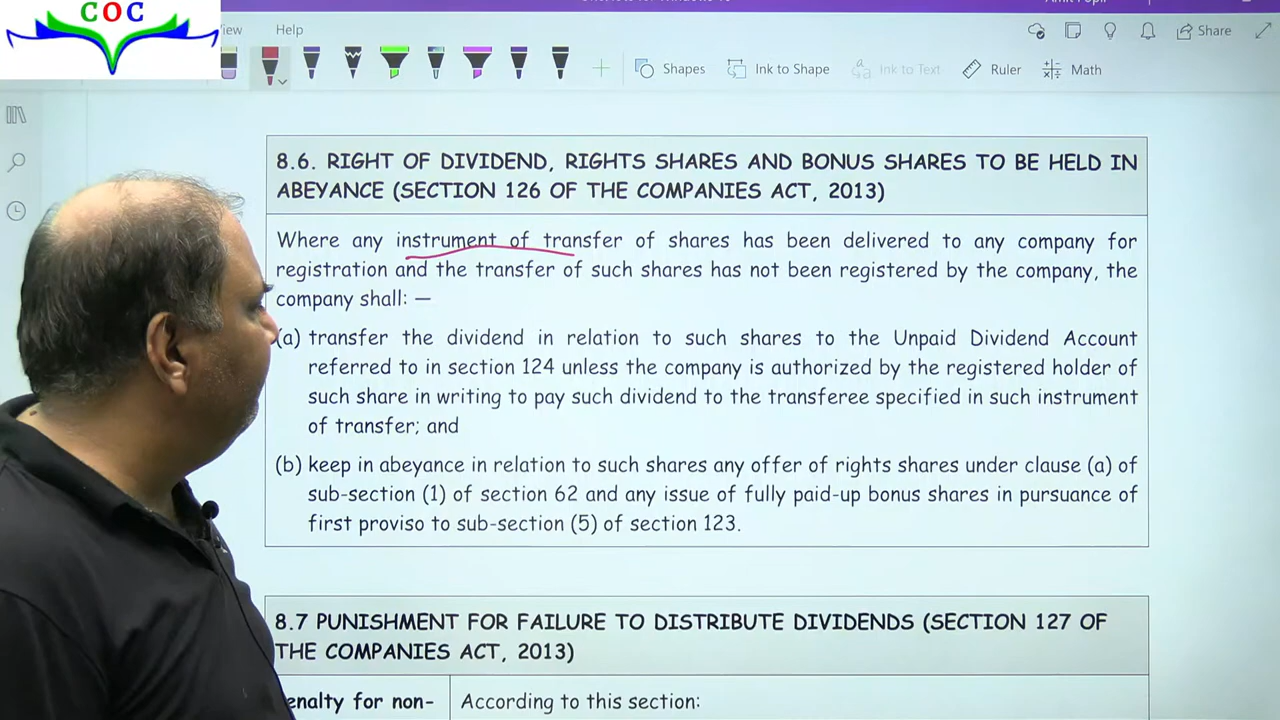 COC
View
Help
Share
Shapes
Ink to Shape
Ink to Text
Ruler
Math
8.6. RIGHT OF DIVIDEND, RIGHTS SHARES AND BONUS SHARES TO BE HELD IN
ABEYANCE (SECTION 126 OF THE COMPANIES ACT, 2013)
Where any instrument of transfer of shares has been delivered to any company for
registration and the transfer of such shares has not been registered by the company, the
company shall: —
(a) transfer the dividend in relation to such shares to the Unpaid Dividend Account
referred to in section 124 unless the company is authorized by the registered holder of
such share in writing to pay such dividend to the transferee specified in such instrument
of transfer; and
(b) keep in abeyance in relation to such shares any offer of rights shares under clause (a) of
sub-section (1) of section 62 and any issue of fully paid-up bonus shares in pursuance of
first proviso to sub-section (5) of section 123.
8.7 PUNISHMENT FOR FAILURE TO DISTRIBUTE DIVIDENDS (SECTION 127 OF
THE COMPANIES ACT, 2013)
enalty for non-
According to this section: